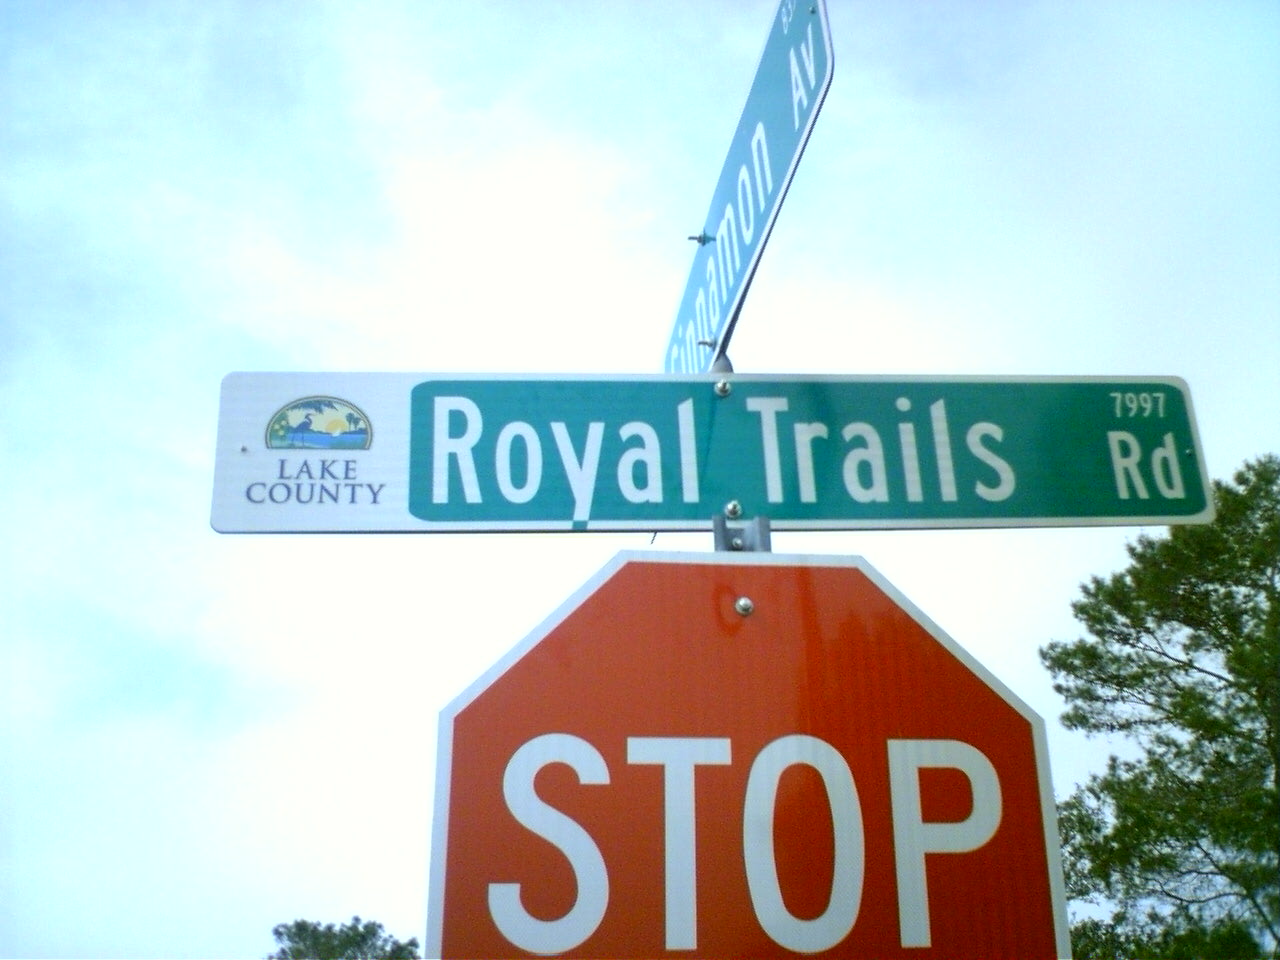 Cinnamon Av
LAKE
COUNTY
Royal Trails Rd
7997
STOP